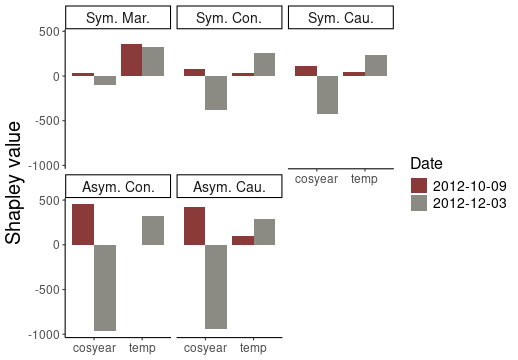 Sym. Mar.
Sym. Con.
Sym. Cau.
500
0
-500
-1000
cosyear
temp
Asym. Con.
Asym. Cau.
500
0
-500
-1000
cosyear
temp
cosyear
temp
Shapley value
Date
2012-10-09
2012-12-03